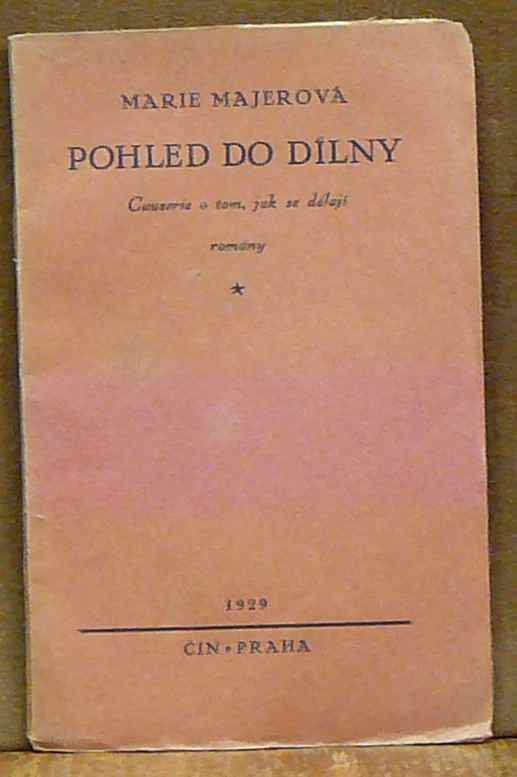 MARIE MAJEROVÁ
POHLED DO DÍLNY
Causerie o tom, jak se dělají
romány
★
1929
ČIN • PRAHA